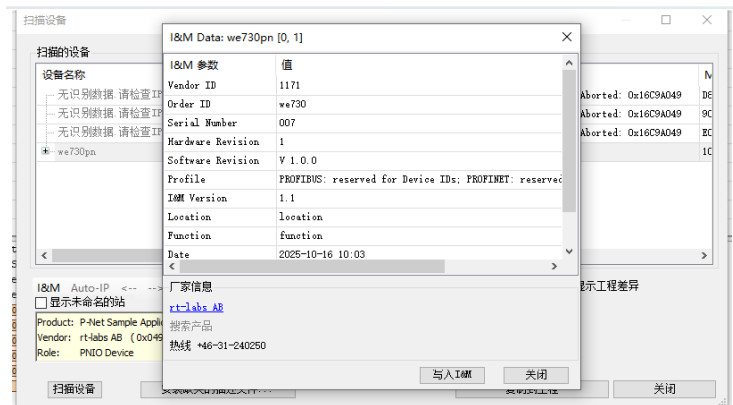 扫描设备
I&M Data: we730pn [0, 1]
扫描的设备
设备名称
无识别数据.请检查IP
Aborted: 0x16C9A049
无识别数据.请检查IP
Aborted: 0x16C9A049
无识别数据.请检查IP
Aborted: 0x16C9A049
we730pn
I&M 参数 值
Vendor ID 1171
Order ID we730
Serial Number 007
Hardware Revision 1
Software Revision V 1.0.0
Profile PROFIBUS: reserved for Device IDs; PROFINET: reserved
I&M Version 1.1
Location location
Function function
Date 2025-10-16 10:03
厂家信息
rt-labs AB
搜索产品
热线 +46-31-240250
写入I&M 关闭
I&M Auto-IP <-- -->
显示工程差异
显示未命名的站
Product: P-Net Sample Applic
Vendor: rt-labs AB (0x049
Role: PNIO Device
扫描设备
关闭